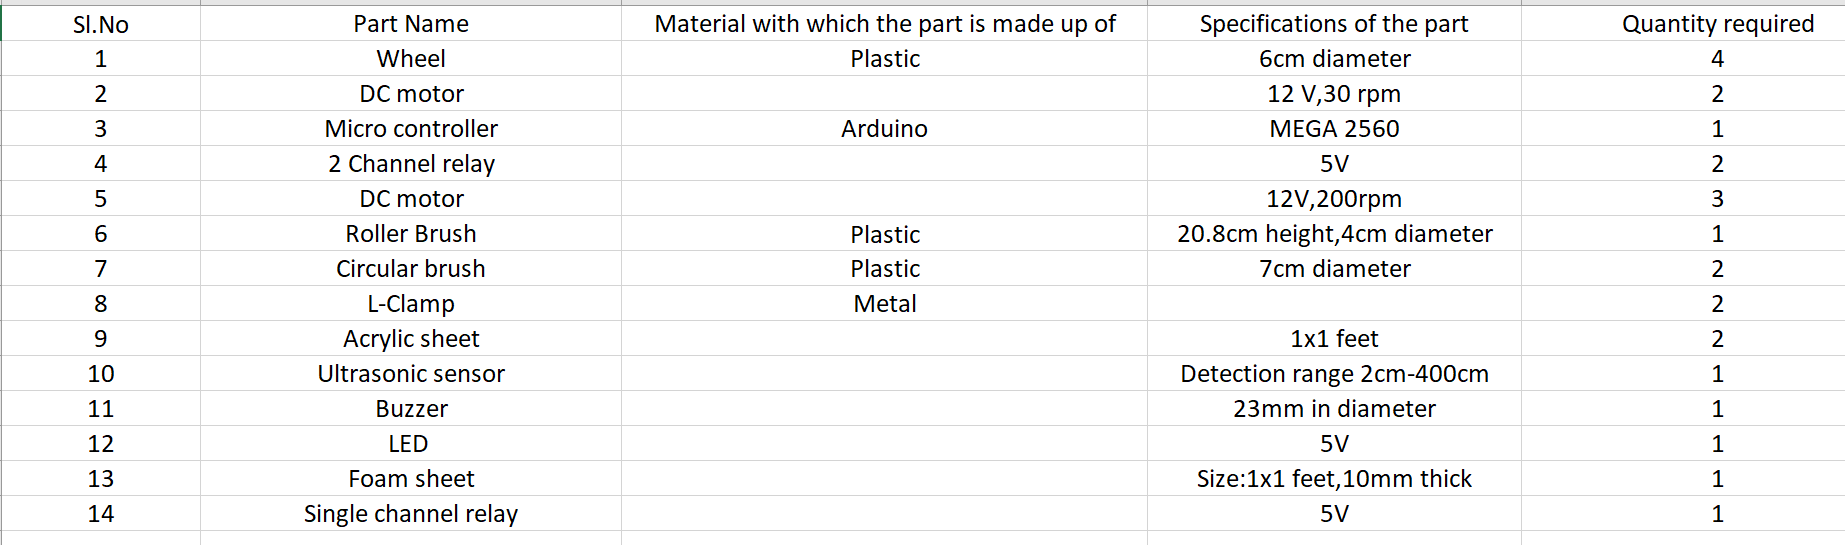 Sl.No Part Name Material with which the part is made up of Specifications of the part Quantity required
1 Wheel Plastic 6cm diameter 4
2 DC motor 12 V,30 rpm 2
3 Micro controller Arduino MEGA 2560 1
4 2 Channel relay 5V 2
5 DC motor 12V,200rpm 3
6 Roller Brush Plastic 20.8cm height,4cm diameter 1
7 Circular brush Plastic 7cm diameter 2
8 L-Clamp Metal 2
9 Acrylic sheet 1x1 feet 2
10 Ultrasonic sensor Detection range 2cm-400cm 1
11 Buzzer 23mm in diameter 1
12 LED 5V 1
13 Foam sheet Size:1x1 feet,10mm thick 1
14 Single channel relay 5V 1